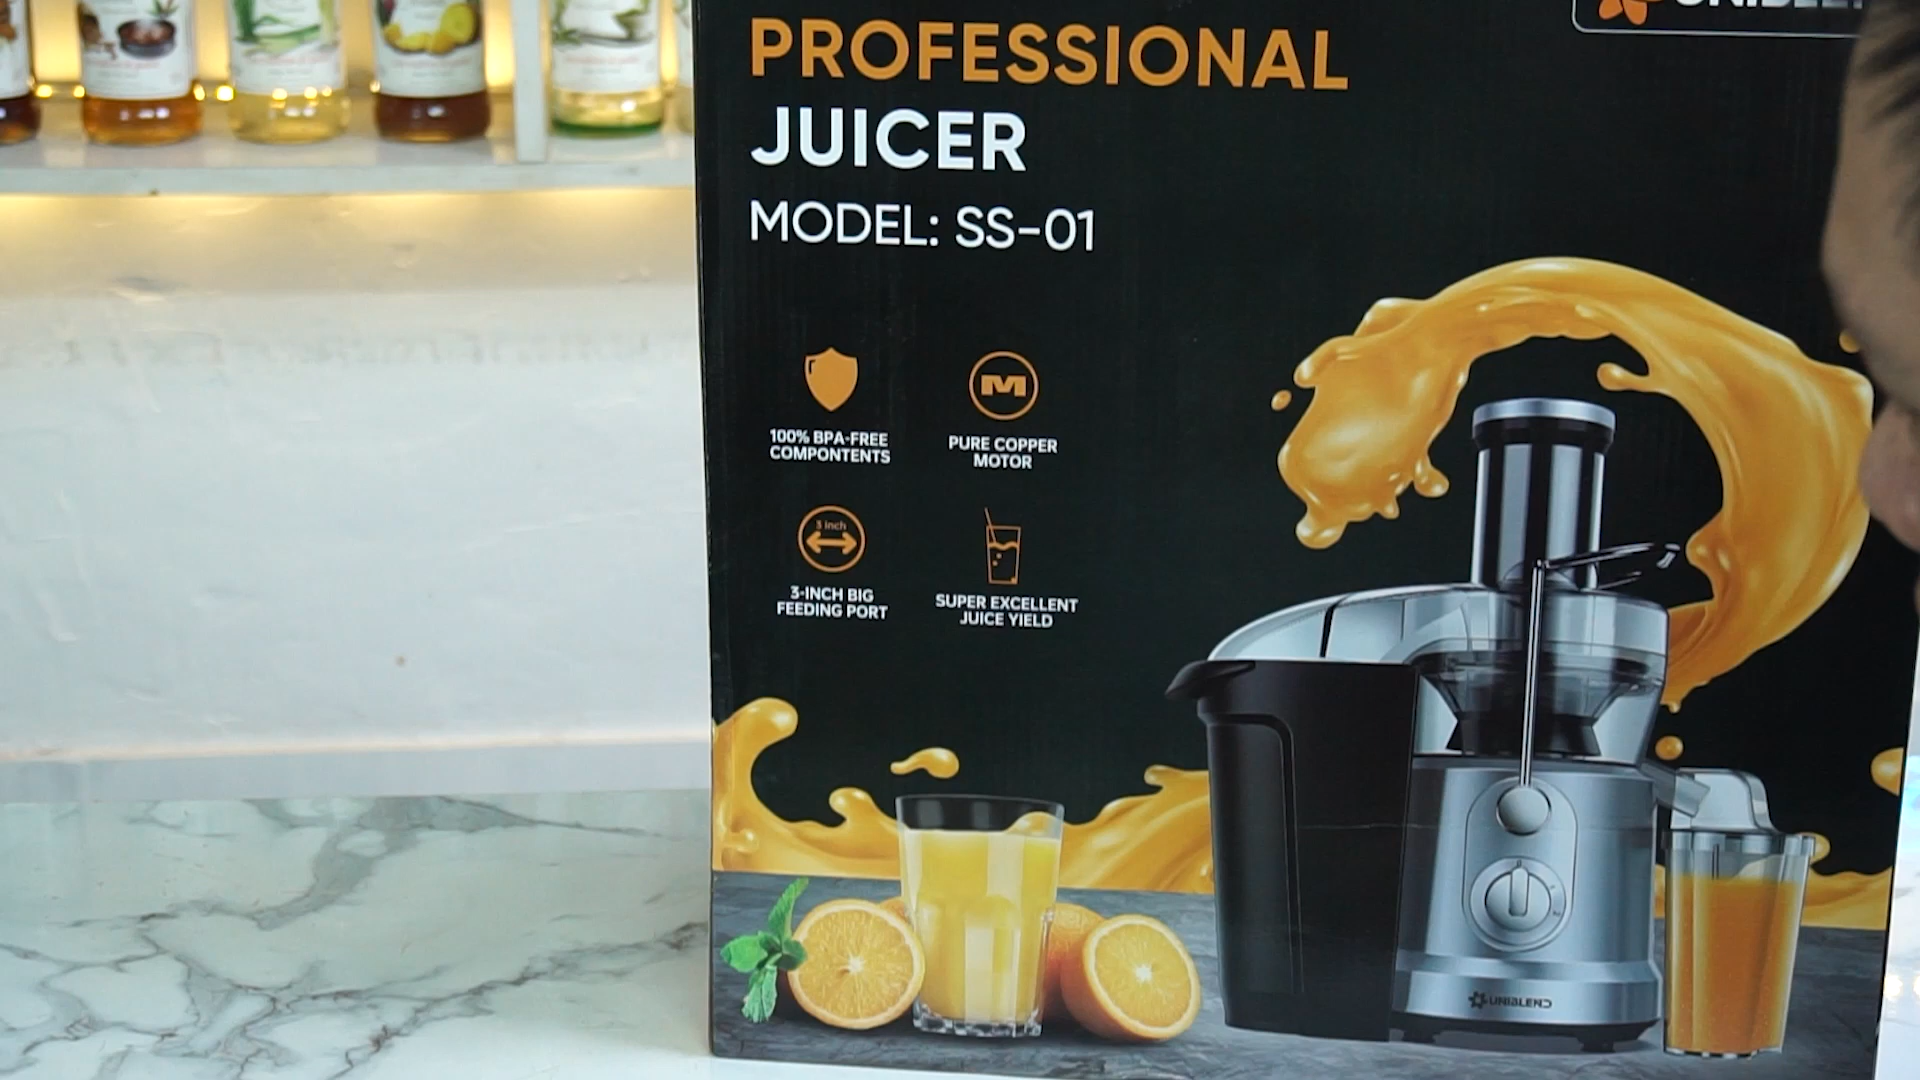 PROFESSIONAL
JUICER
MODEL: SS-01
100% BPA-FREE
COMPONTENTS
PURE COPPER
MOTOR
3 inch
3-INCH BIG
FEEDING PORT
SUPER EXCELLENT
JUICE YIELD
UNIBLEND